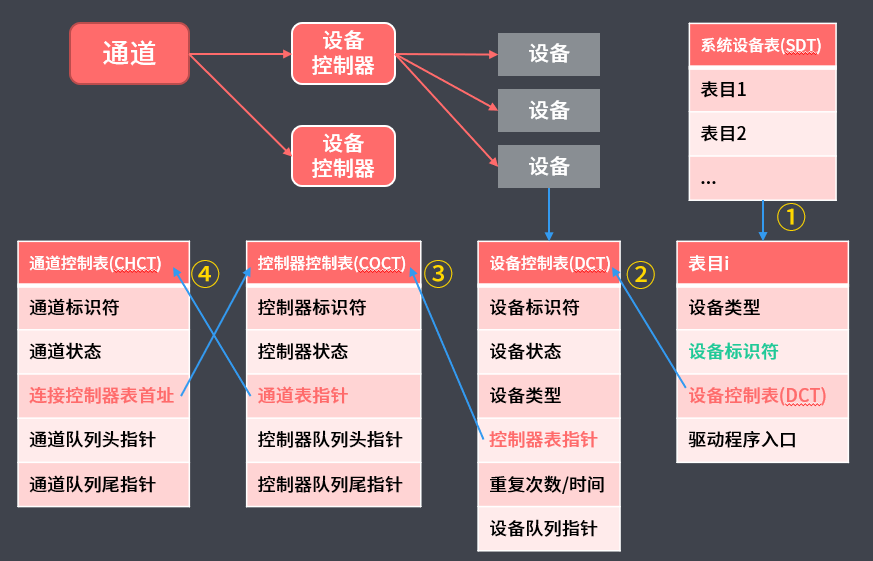 通道
设备
控制器
设备
控制器
设备
设备
设备
系统设备表(SDT)
表目1
表目2
...
①
通道控制表(CHCT)
通道标识符
通道状态
连接控制器表首址
通道队列头指针
通道队列尾指针
④
控制器控制表(COCT)
控制器标识符
控制器状态
通道表指针
控制器队列头指针
控制器队列尾指针
③
设备控制表(DCT)
设备标识符
设备状态
设备类型
控制器表指针
重复次数/时间
设备队列指针
②
表目i
设备类型
设备标识符
设备控制表(DCT)
驱动程序入口